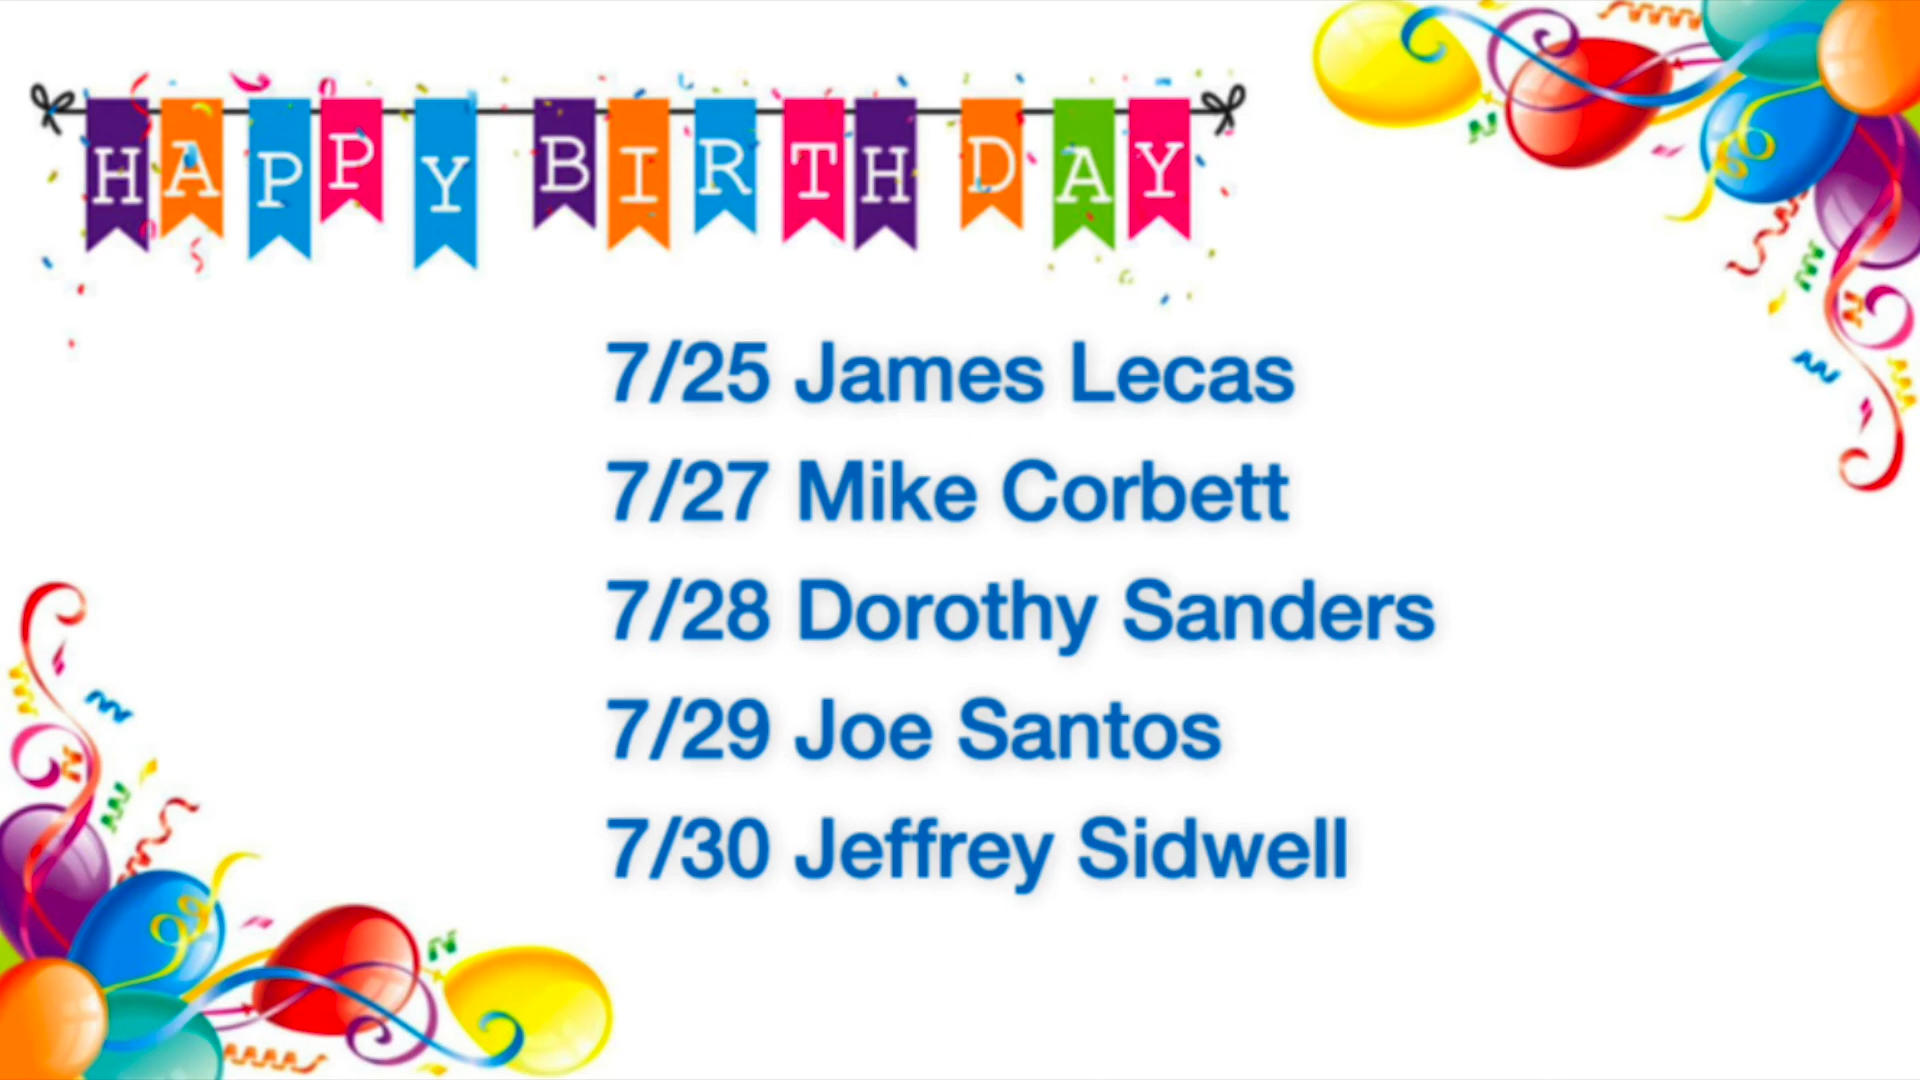 HAPPY BIRTHDAY
7/25 James Lecas
7/27 Mike Corbett
7/28 Dorothy Sanders
7/29 Joe Santos
7/30 Jeffrey Sidwell